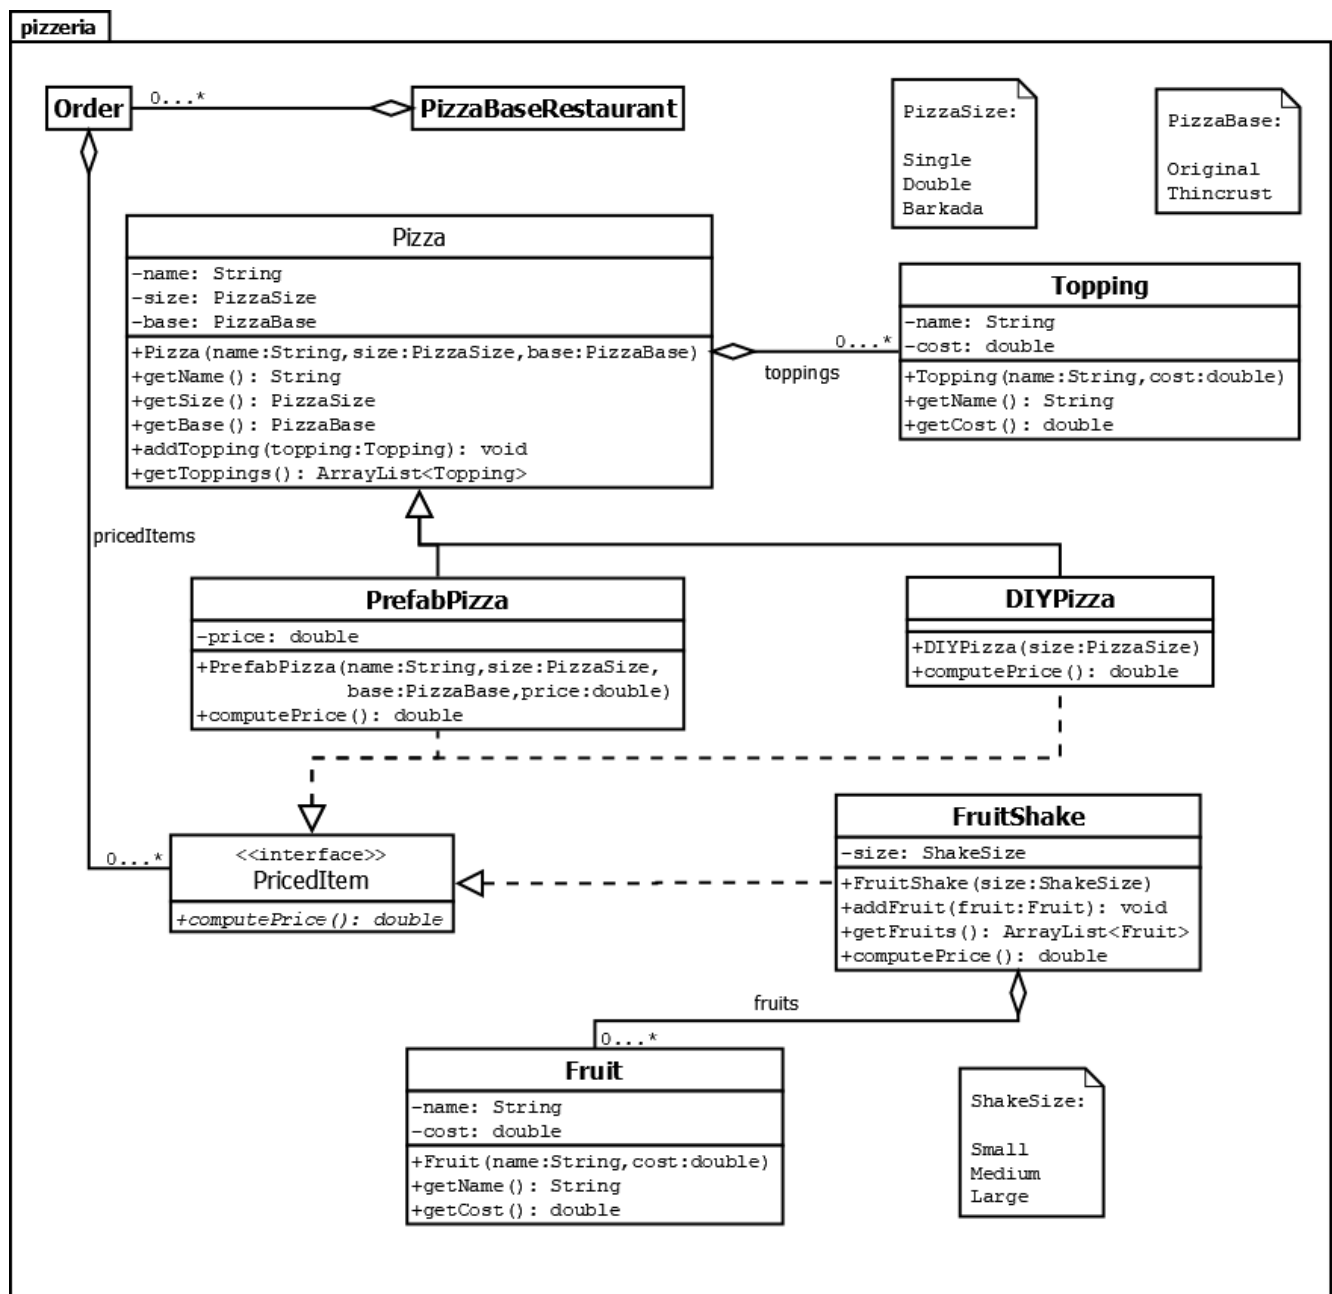 pizzeria
Order
0...*
PizzaBaseRestaurant
PizzaSize:
Single
Double
Barkada
PizzaBase:
Original
Thincrust
Pizza
-name: String
-size: PizzaSize
-base: PizzaBase
+Pizza(name:String,size:PizzaSize,base:PizzaBase)
+getName(): String
+getSize(): PizzaSize
+getBase(): PizzaBase
+addTopping(topping:Topping): void
+getToppings(): ArrayList<Topping>
0...*
toppings
Topping
-name: String
-cost: double
+Topping(name:String,cost:double)
+getName(): String
+getCost(): double
pricedItems
PrefabPizza
-price: double
+PrefabPizza(name:String,size:PizzaSize,
base:PizzaBase,price:double)
+computePrice(): double
DIYPizza
+DIYPizza(size:PizzaSize)
+computePrice(): double
0...*
<<interface>>
PricedItem
+computePrice(): double
FruitShake
-size: ShakeSize
+FruitShake(size:ShakeSize)
+addFruit(fruit:Fruit): void
+getFruits(): ArrayList<Fruit>
+computePrice(): double
fruits
0...*
Fruit
-name: String
-cost: double
+Fruit(name:String,cost:double)
+getName(): String
+getCost(): double
ShakeSize:
Small
Medium
Large